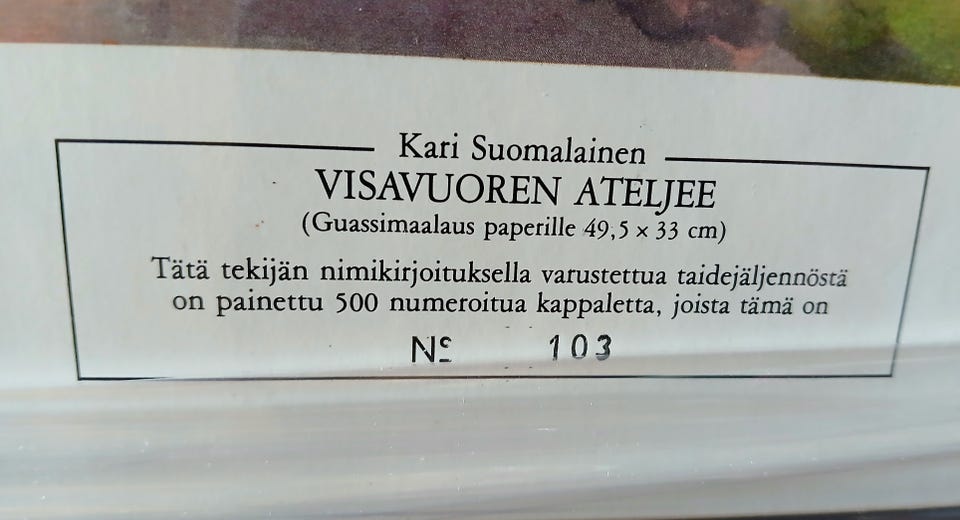 Kari Suomalainen
VISAVUOREN ATELJEE
(Guassimaalaus paperille 49,5 × 33 cm)
Tätä tekijän nimikirjoituksella varustettua taidejäljennöstä
on painettu 500 numeroitua kappaletta, joista tämä on
Nº 103